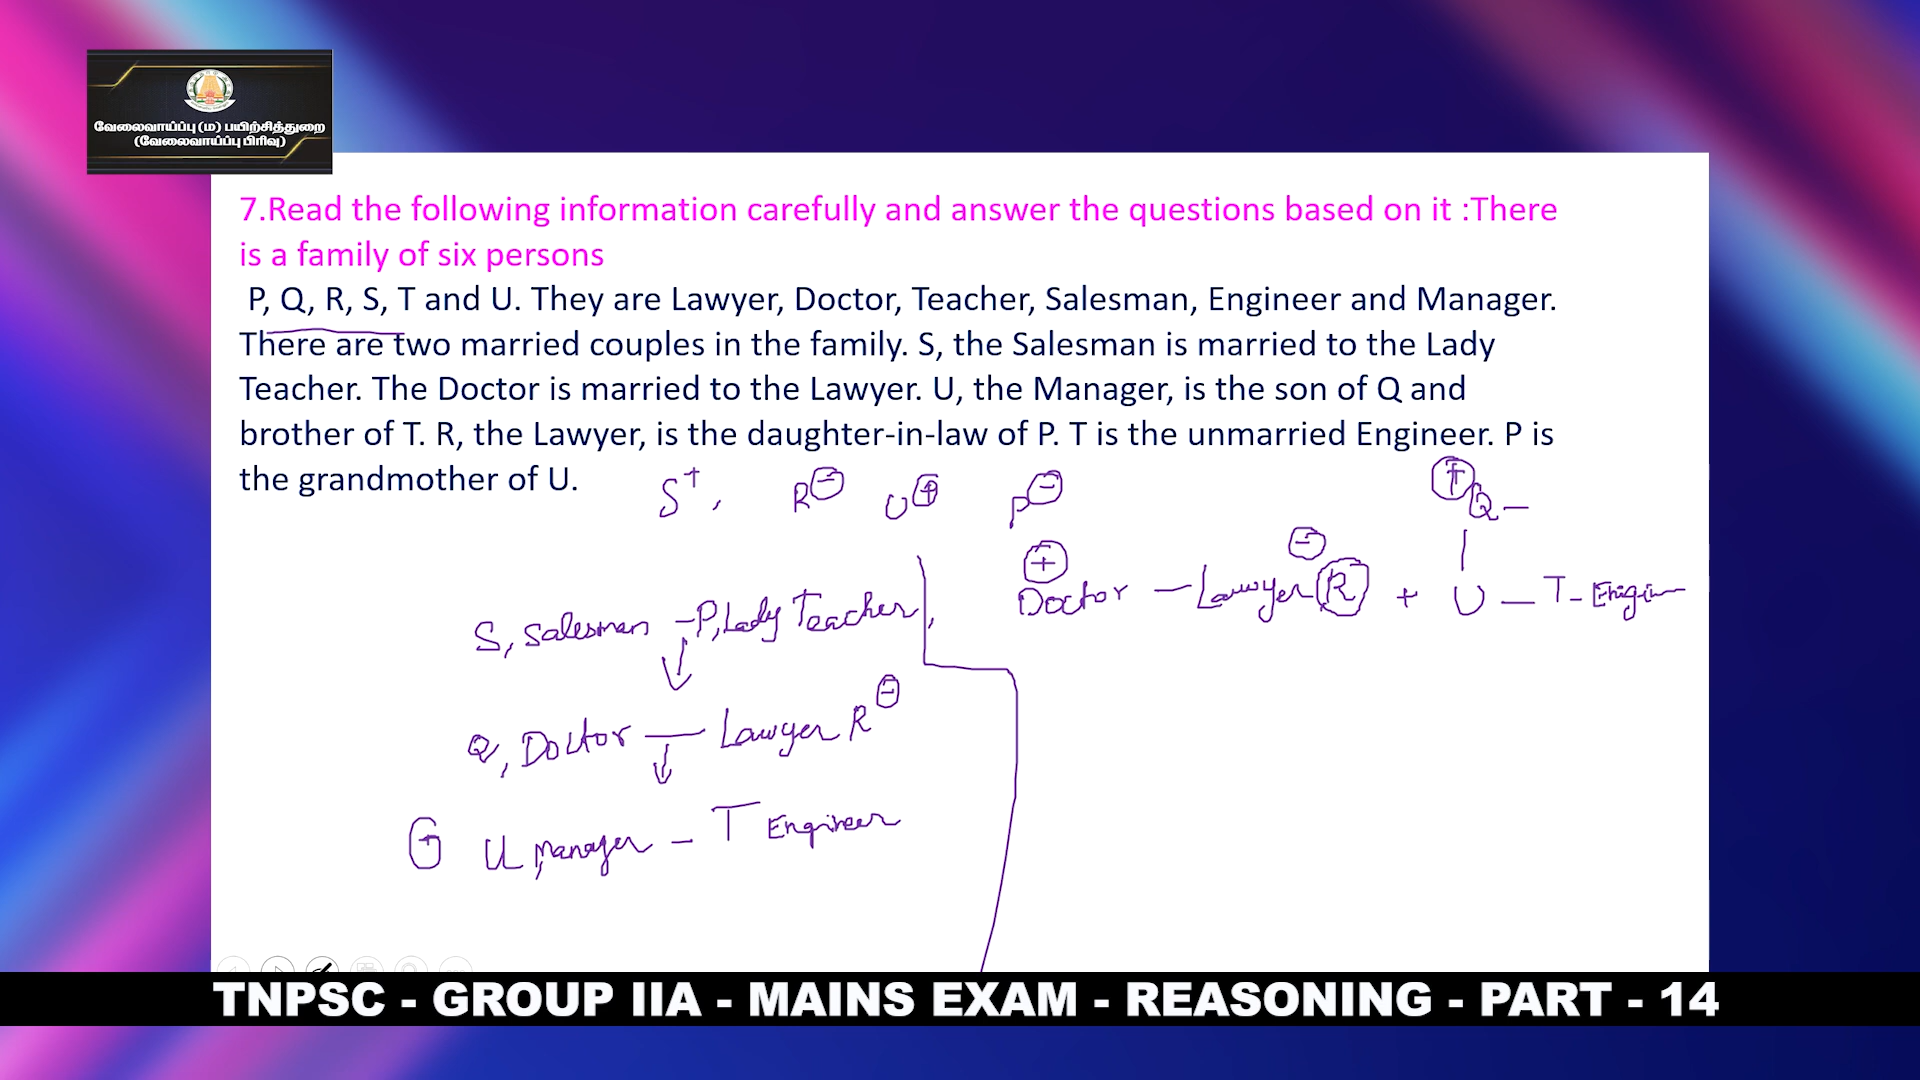 வேலைவாய்ப்பு (ம) பயிற்சித்துறை
(வேலைவாய்ப்பு பிரிவு)
7.Read the following information carefully and answer the questions based on it :There
is a family of six persons
P, Q, R, S, T and U. They are Lawyer, Doctor, Teacher, Salesman, Engineer and Manager.
There are two married couples in the family. S, the Salesman is married to the Lady
Teacher. The Doctor is married to the Lawyer. U, the Manager, is the son of Q and
brother of T. R, the Lawyer, is the daughter-in-law of P. T is the unmarried Engineer. P is
the grandmother of U.
S+, R- U+ P- + Q -
+ -
Doctor - Lawyer R + U - T - Engin
S, Salesman - P, Lady Teacher,
Q, Doctor - Lawyer R -
U, Manager - T Engineer
TNPSC - GROUP IIA - MAINS EXAM - REASONING - PART - 14